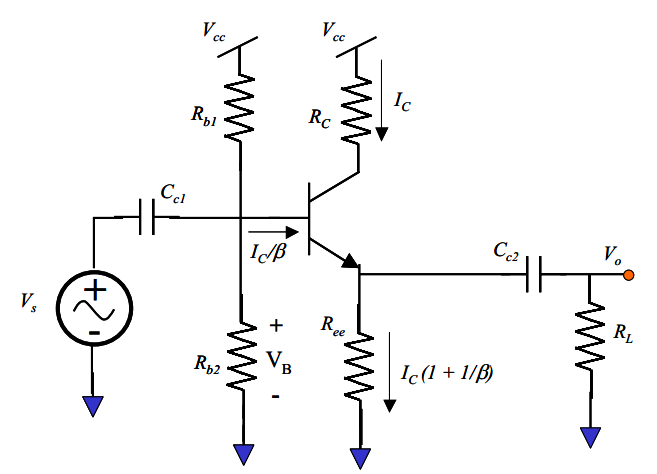 Vcc Vcc
Rb1 RC IC
Cc1
IC/β
Cc2 Vo
Vs + -
Rb2 + VB -
Ree
IC (1 + 1/β)
RL